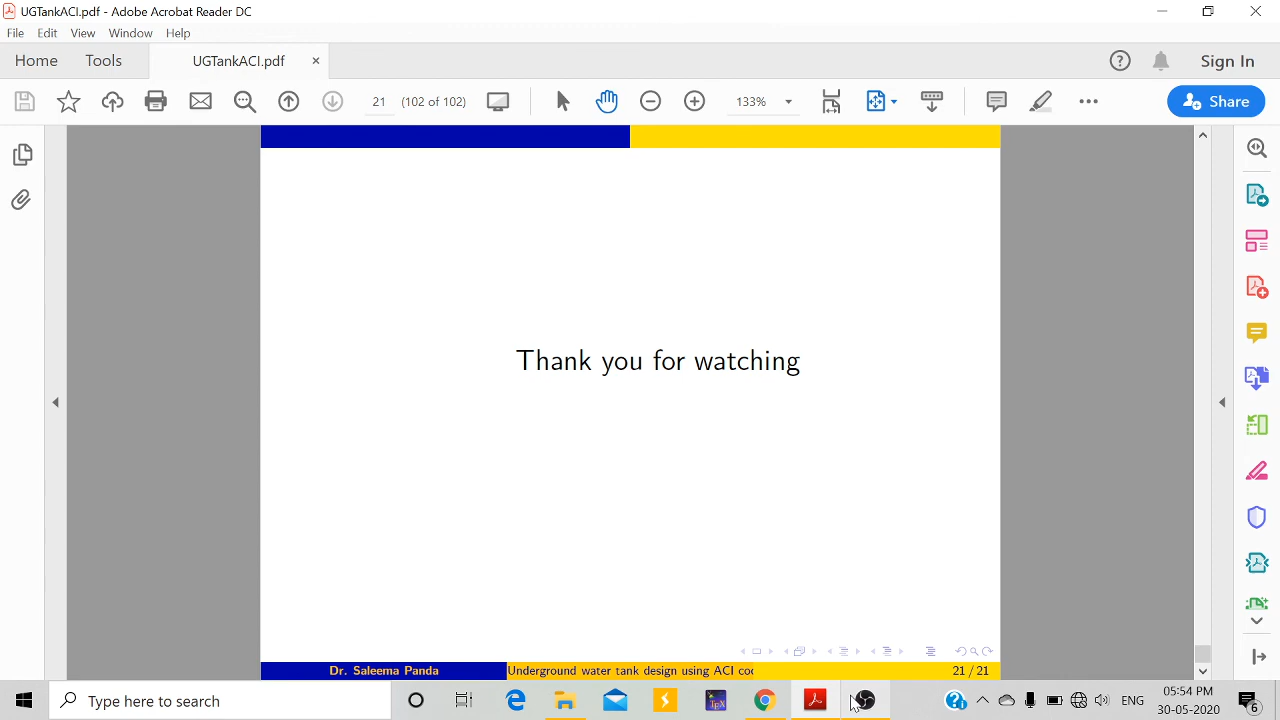 UGTankACI.pdf - Adobe Acrobat Reader DC
File Edit View Window Help
Home Tools UGTankACI.pdf × Sign In
21 (102 of 102) 133% Share
Thank you for watching
Dr. Saleema Panda Underground water tank design using ACI 21 / 21
Type here to search ENG 05:54 PM
30-05-2020
6